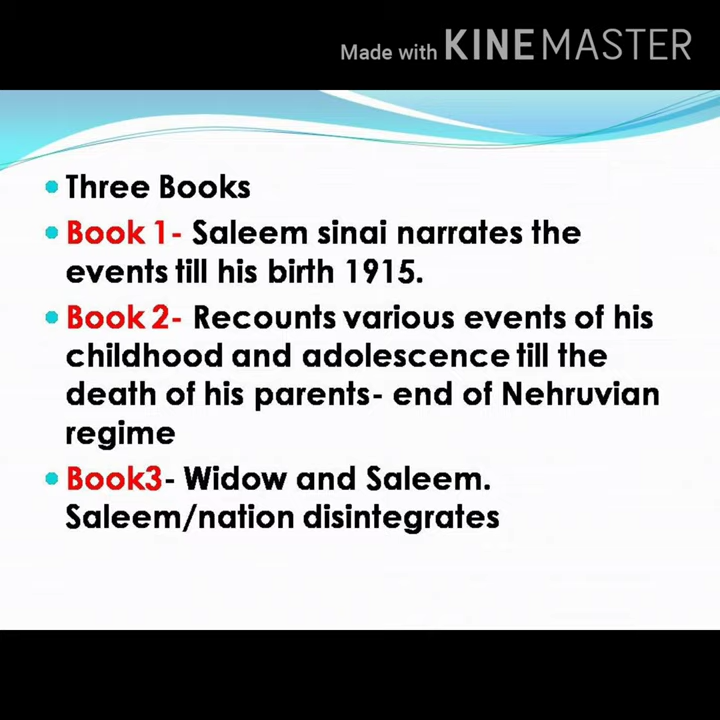 Made with KINEMASTER
Three Books
Book 1- Saleem sinai narrates the
events till his birth 1915.
Book 2- Recounts various events of his
childhood and adolescence till the
death of his parents- end of Nehruvian
regime
Book3- Widow and Saleem.
Saleem/nation disintegrates